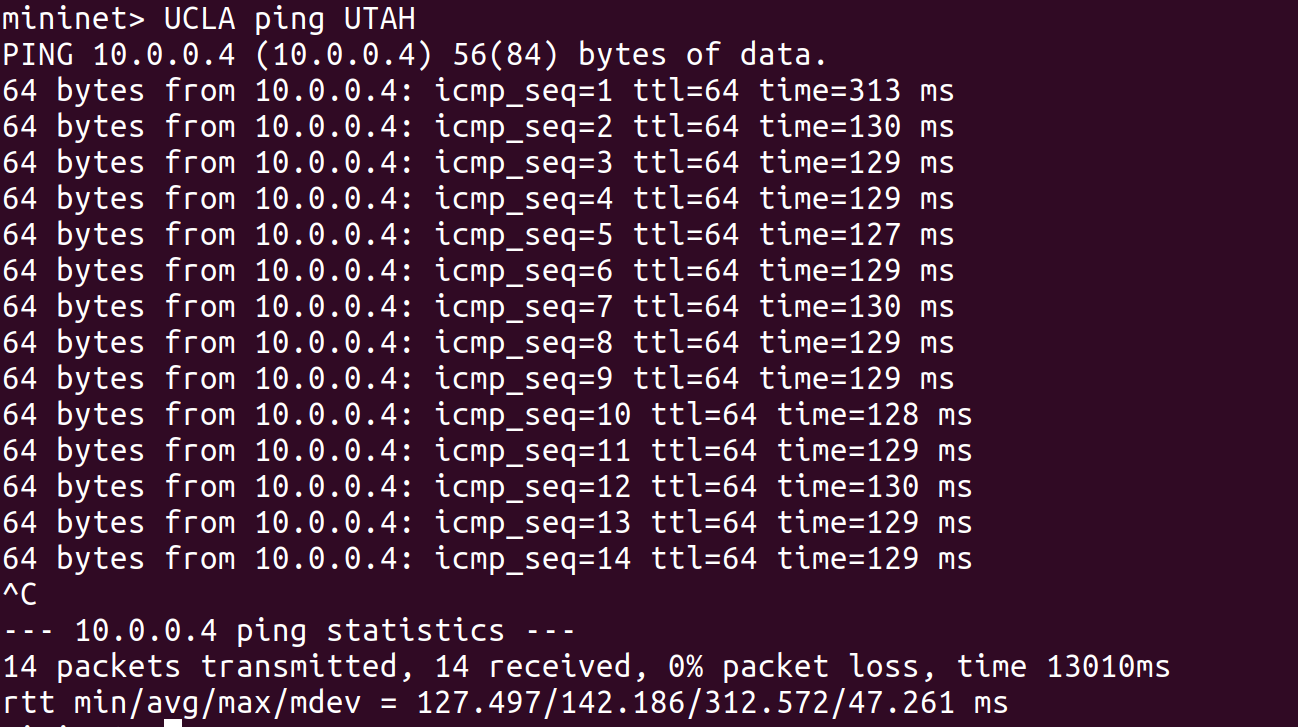 mininet> UCLA ping UTAH
PING 10.0.0.4 (10.0.0.4) 56(84) bytes of data.
64 bytes from 10.0.0.4: icmp_seq=1 ttl=64 time=313 ms
64 bytes from 10.0.0.4: icmp_seq=2 ttl=64 time=130 ms
64 bytes from 10.0.0.4: icmp_seq=3 ttl=64 time=129 ms
64 bytes from 10.0.0.4: icmp_seq=4 ttl=64 time=129 ms
64 bytes from 10.0.0.4: icmp_seq=5 ttl=64 time=127 ms
64 bytes from 10.0.0.4: icmp_seq=6 ttl=64 time=129 ms
64 bytes from 10.0.0.4: icmp_seq=7 ttl=64 time=130 ms
64 bytes from 10.0.0.4: icmp_seq=8 ttl=64 time=129 ms
64 bytes from 10.0.0.4: icmp_seq=9 ttl=64 time=129 ms
64 bytes from 10.0.0.4: icmp_seq=10 ttl=64 time=128 ms
64 bytes from 10.0.0.4: icmp_seq=11 ttl=64 time=129 ms
64 bytes from 10.0.0.4: icmp_seq=12 ttl=64 time=130 ms
64 bytes from 10.0.0.4: icmp_seq=13 ttl=64 time=129 ms
64 bytes from 10.0.0.4: icmp_seq=14 ttl=64 time=129 ms
^C
--- 10.0.0.4 ping statistics ---
14 packets transmitted, 14 received, 0% packet loss, time 13010ms
rtt min/avg/max/mdev = 127.497/142.186/312.572/47.261 ms